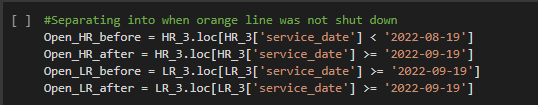 [ ] #Separating into when orange line was not shut down
Open_HR_before = HR_3.loc[HR_3['service_date'] < '2022-08-19']
Open_HR_after = HR_3.loc[HR_3['service_date'] >= '2022-09-19']
Open_LR_before = LR_3.loc[LR_3['service_date'] >= '2022-09-19']
Open_LR_after = LR_3.loc[LR_3['service_date'] >= '2022-09-19']